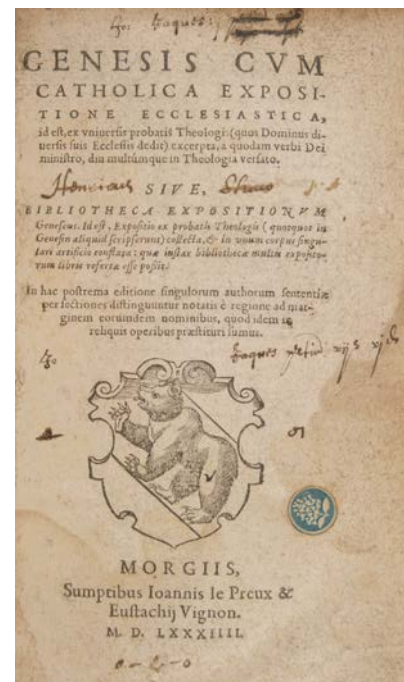 Jaques
GENESIS CVM
CATHOLICA EXPOSI-
TIONE ECCLESIASTICA,
id est, ex vniuersis probatis Theologis (quos Dominus di-
uersis suis Ecclesiis dedit) excerpta, a quodam verbi Dei
ministro, diu multúmque in Theologia versato.
SIVE,
BIBLIOTHECA EXPOSITIONVM
Geneseos. Id est, Expositio ex probatis Theologis (quotquot in
Genesin aliquid scripserunt) collecta, & in vnum corpus singu-
lari artificio conflata: quæ instar bibliothecæ multis exposito-
rum libris refertæ esse possit.
In hac postrema editione singulorum authorum sententiæ
per sectiones distinguuntur notatis è regione ad mar-
ginem eorundem nominibus, quod idem in
reliquis operibus præstituri sumus.
Jaques
MORGIIS,
Sumptibus Ioannis le Preux &
Eustachij Vignon.
M. D. LXXXIIII.